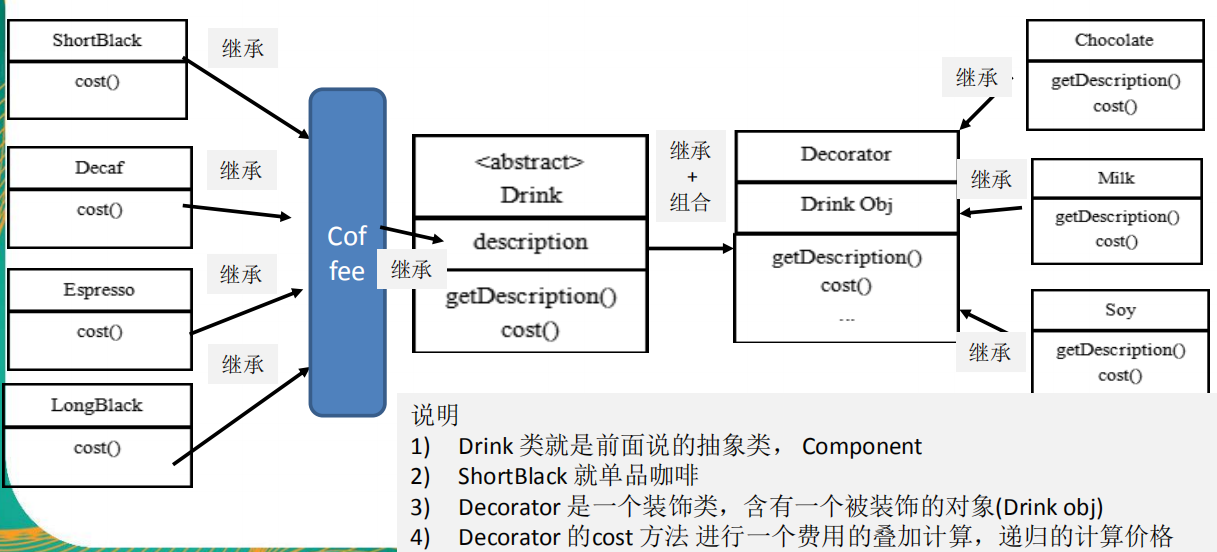 ShortBlack
cost()
继承
Decaf
cost()
继承
Espresso
cost()
继承
LongBlack
cost()
继承
Cof
fee
继承
<abstract>
Drink
description
getDescription()
cost()
继承
+
组合
Decorator
Drink Obj
getDescription()
cost()
...
继承
Chocolate
getDescription()
cost()
继承
Milk
getDescription()
cost()
继承
Soy
getDescription()
cost()
说明
1) Drink 类就是前面说的抽象类， Component
2) ShortBlack 就单品咖啡
3) Decorator 是一个装饰类，含有一个被装饰的对象(Drink obj)
4) Decorator 的cost 方法 进行一个费用的叠加计算，递归的计算价格